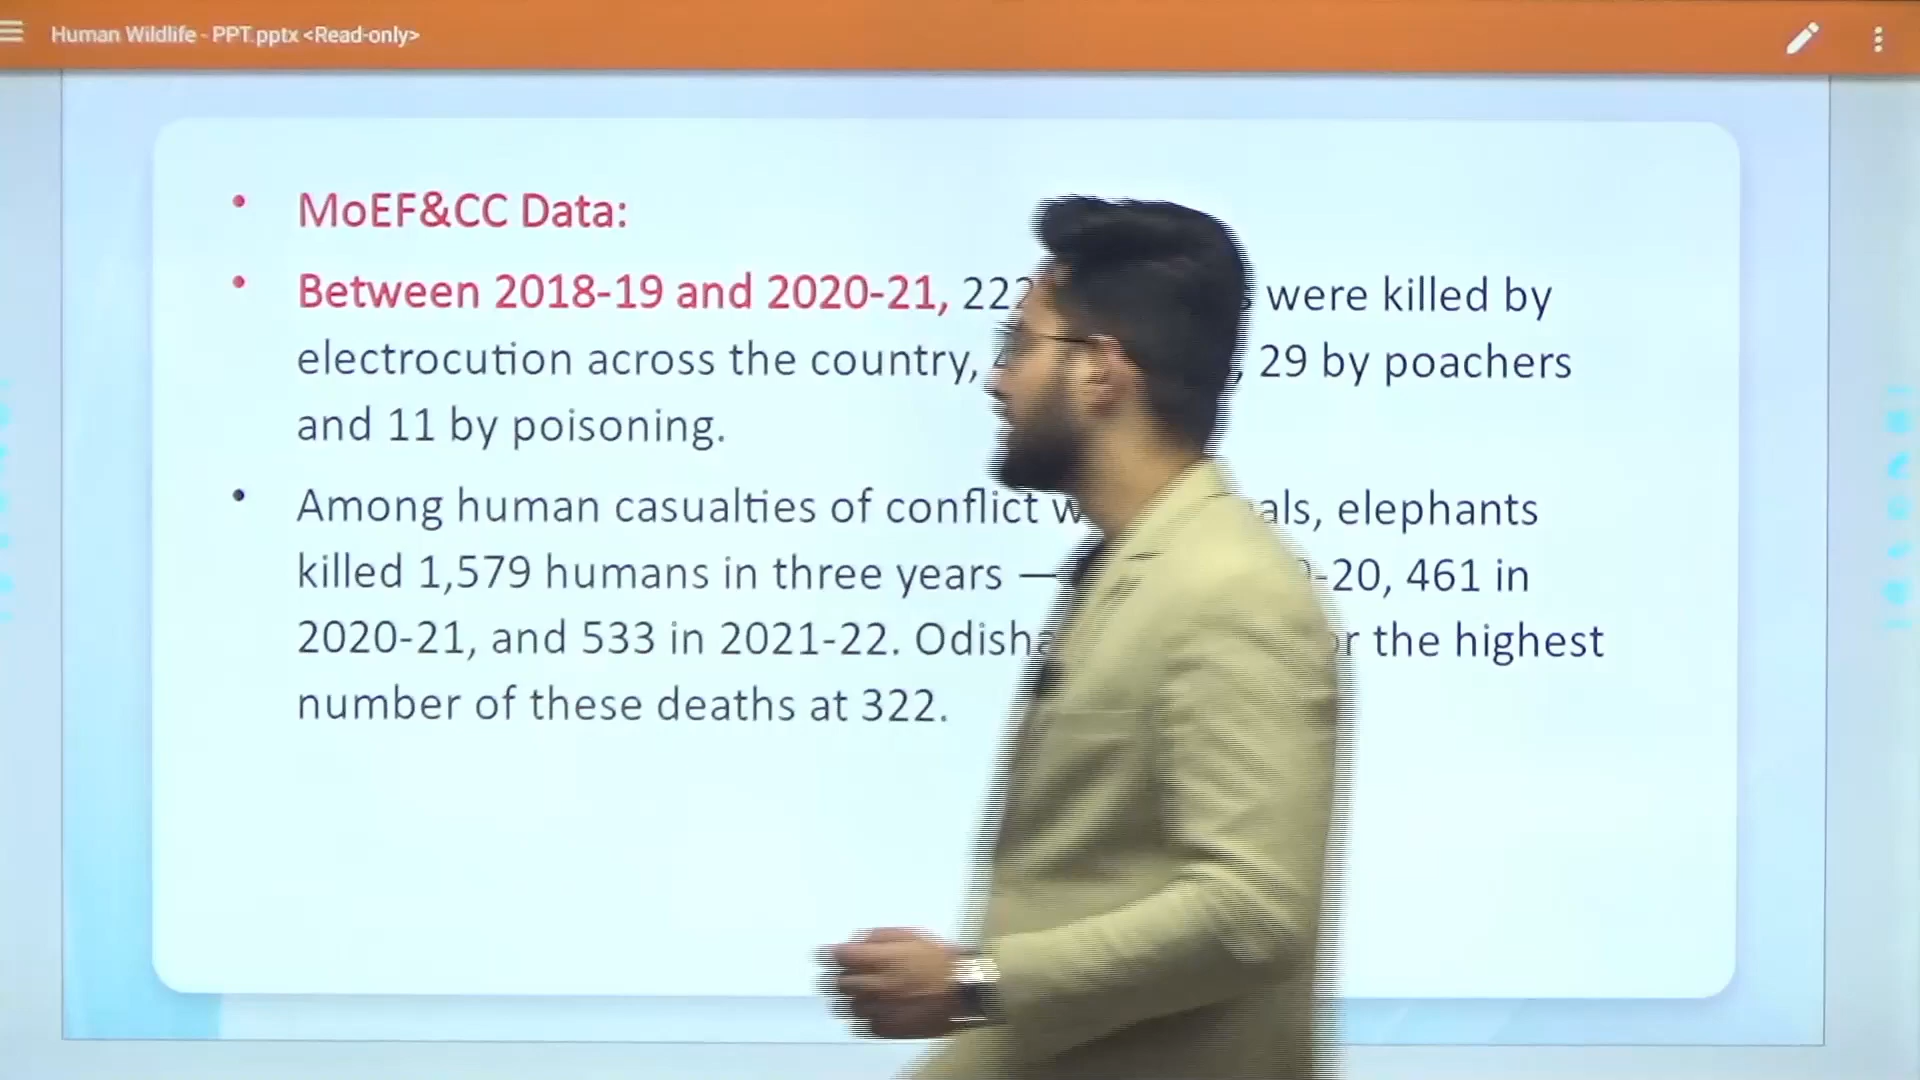 Human Wildlife - PPT.pptx <Read-only>
• MoEF&CC Data:
• Between 2018-19 and 2020-21, 222 were killed by
electrocution across the country, 29 by poachers
and 11 by poisoning.
• Among human casualties of conflict elephants
killed 1,579 humans in three years — 461 in
2020-21, and 533 in 2021-22. Odisha the highest
number of these deaths at 322.